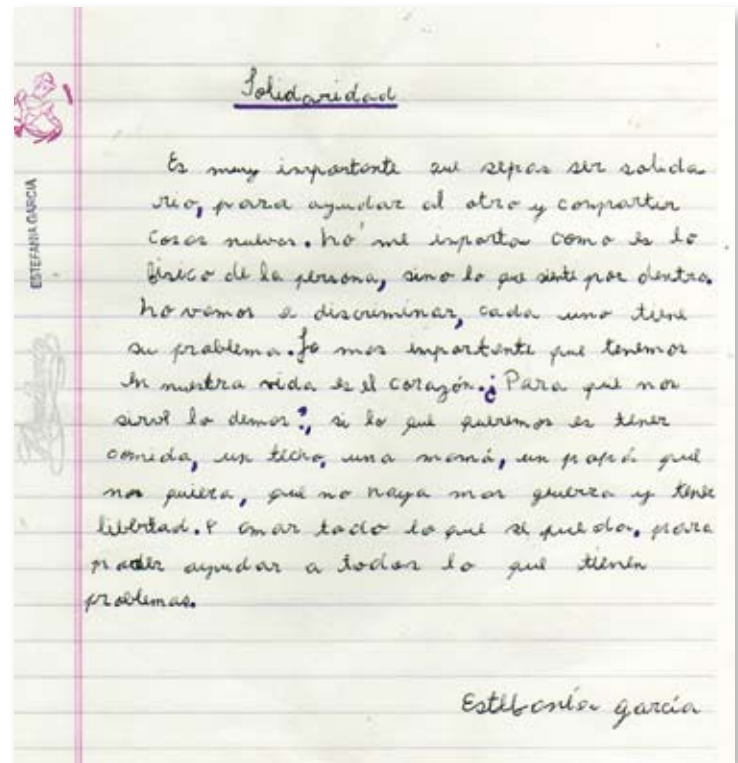 Solidaridad
ESTEFANIA GARCIA
Es muy importante que sepas ser solida
rio, para ayudar al otro y compartir
cosas nuevas. No me importa como es lo
físico de la persona, sino lo que siente por dentro.
No vamos a discriminar, cada uno tiene
su problema. Lo mas importante que tenemos
en nuestra vida es el corazón. ¿Para qué nos
sirve lo demas?, si lo que queremos es tener
comida, un techo, una mamá, un papá que
nos quiera, que no haya mas guerra y tener
libertad. Y amar todo lo que se pueda, para
poder ayudar a todos lo que tienen
problemas.
Estefanía García